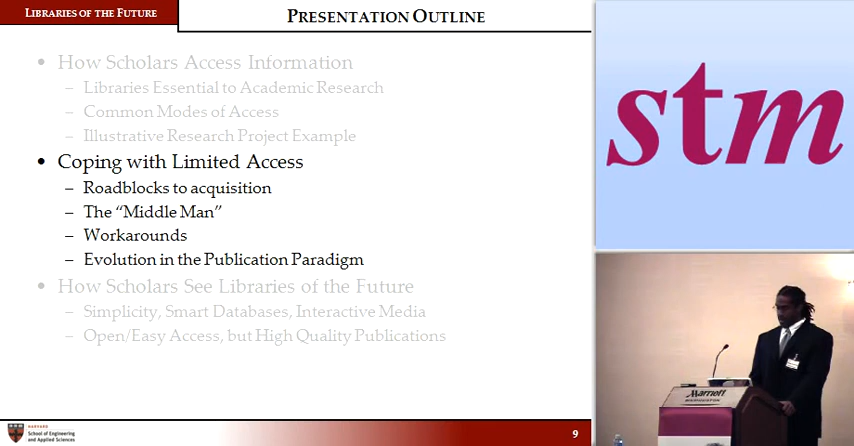 LIBRARIES OF THE FUTURE
PRESENTATION OUTLINE
• How Scholars Access Information
– Libraries Essential to Academic Research
– Common Modes of Access
– Illustrative Research Project Example
• Coping with Limited Access
– Roadblocks to acquisition
– The “Middle Man”
– Workarounds
– Evolution in the Publication Paradigm
• How Scholars See Libraries of the Future
– Simplicity, Smart Databases, Interactive Media
– Open/Easy Access, but High Quality Publications
HARVARD
School of Engineering
and Applied Sciences
9
stm
Marriott